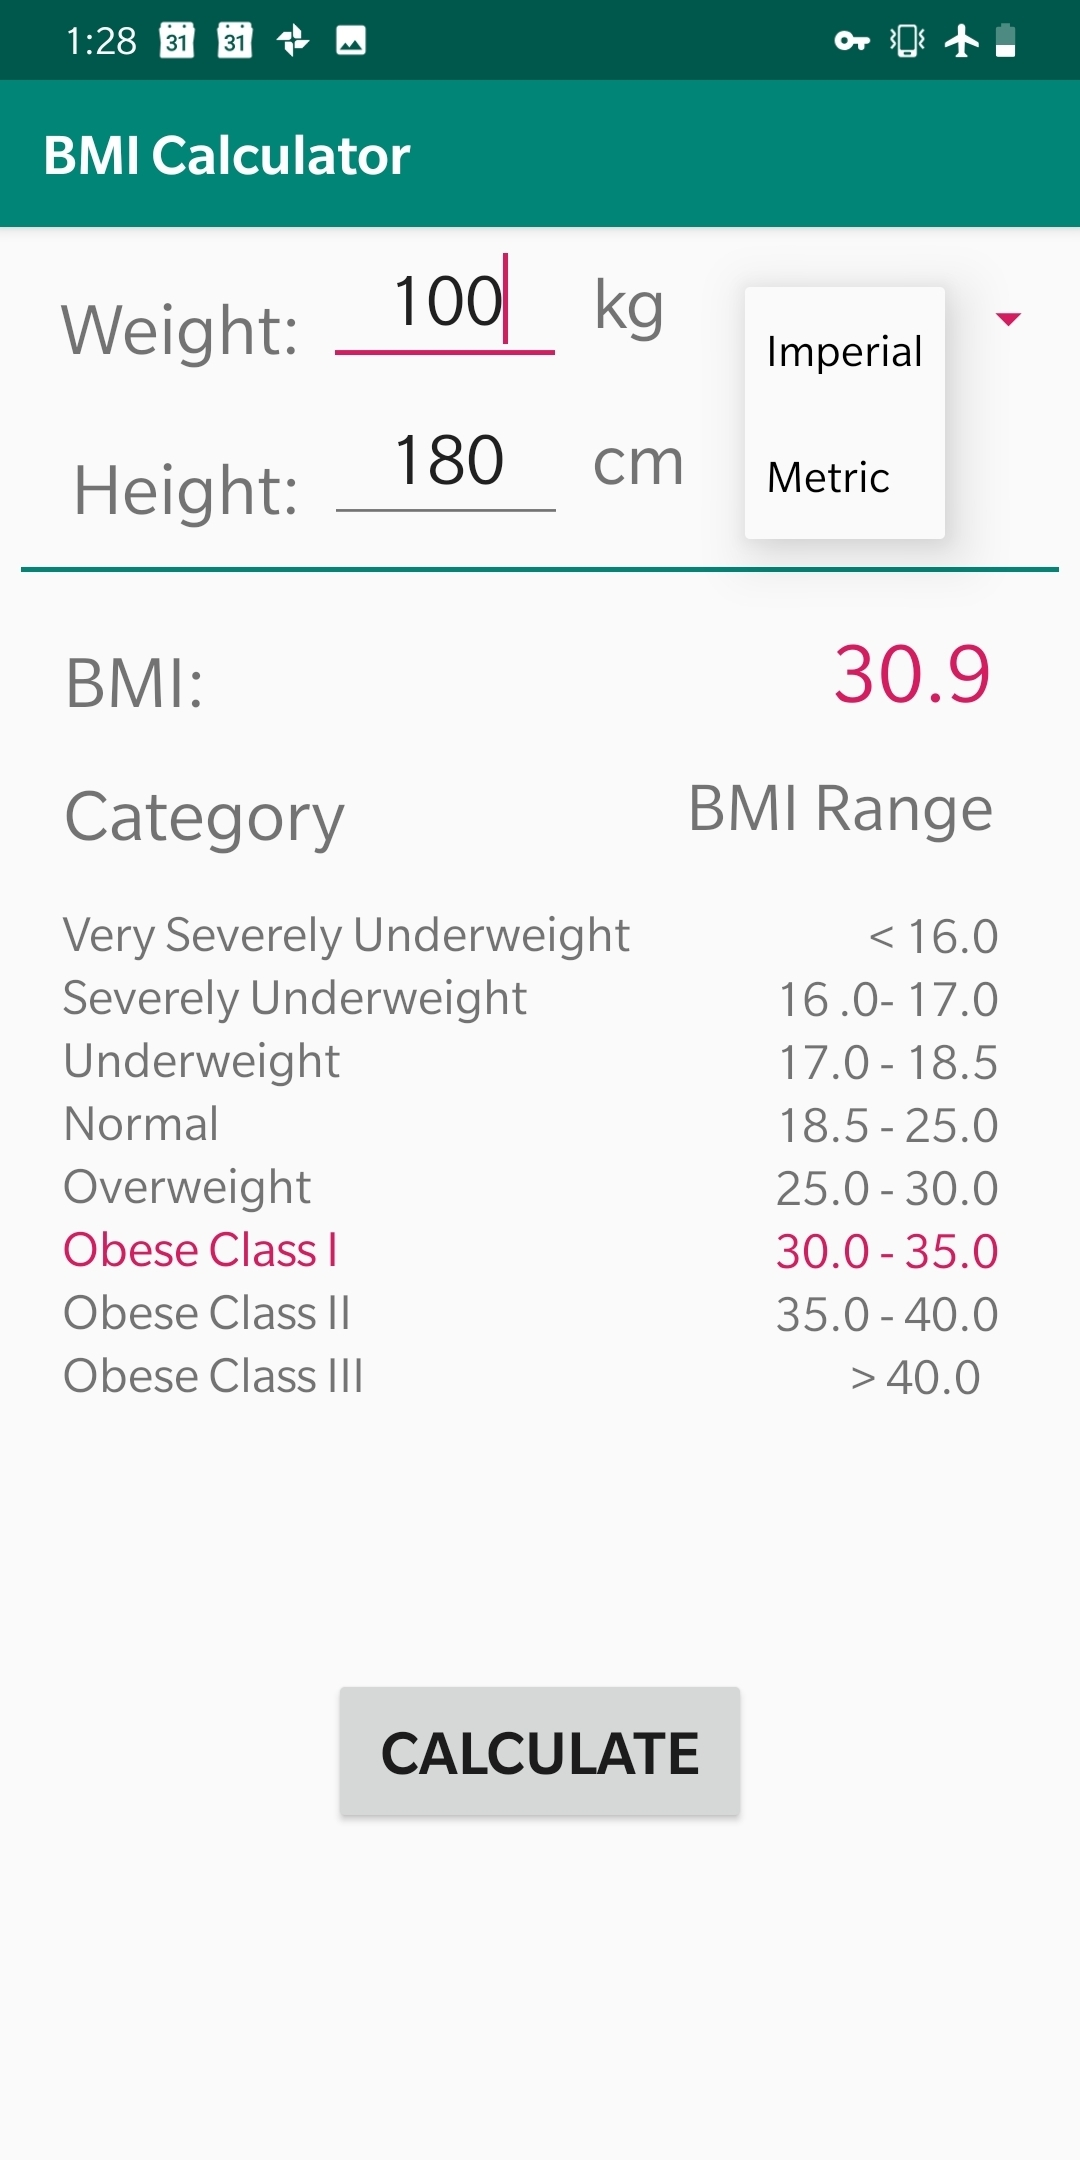 1:28 31 31
BMI Calculator
Weight: 100 kg
Imperial
Height: 180 cm
Metric
BMI: 30.9
Category BMI Range
Very Severely Underweight < 16.0
Severely Underweight 16 .0- 17.0
Underweight 17.0 - 18.5
Normal 18.5 - 25.0
Overweight 25.0 - 30.0
Obese Class I 30.0 - 35.0
Obese Class II 35.0 - 40.0
Obese Class III > 40.0
CALCULATE